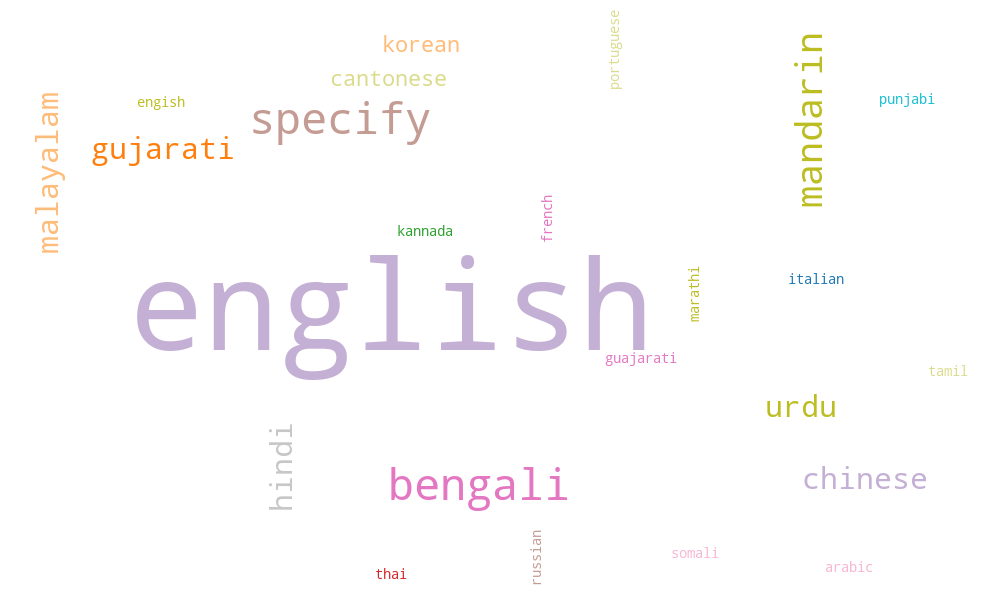 portuguese
korean
mandarin
cantonese
malayalam
engish
specify
punjabi
gujarati
french
kannada
english
marathi
italian
guajarati
tamil
urdu
hindi
bengali
chinese
russian
somali
arabic
thai